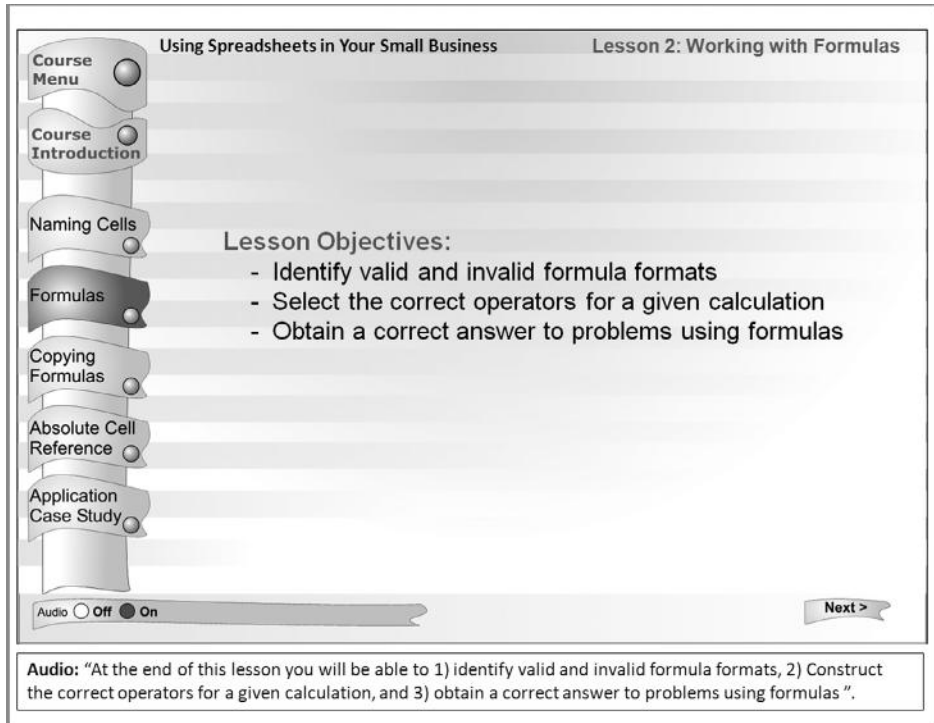 Using Spreadsheets in Your Small Business
Lesson 2: Working with Formulas
Course
Menu
Course
Introduction
Naming Cells
Formulas
Copying
Formulas
Absolute Cell
Reference
Application
Case Study
Lesson Objectives:
- Identify valid and invalid formula formats
- Select the correct operators for a given calculation
- Obtain a correct answer to problems using formulas
Audio Off On
Next >
Audio: “At the end of this lesson you will be able to 1) identify valid and invalid formula formats, 2) Construct
the correct operators for a given calculation, and 3) obtain a correct answer to problems using formulas ”.